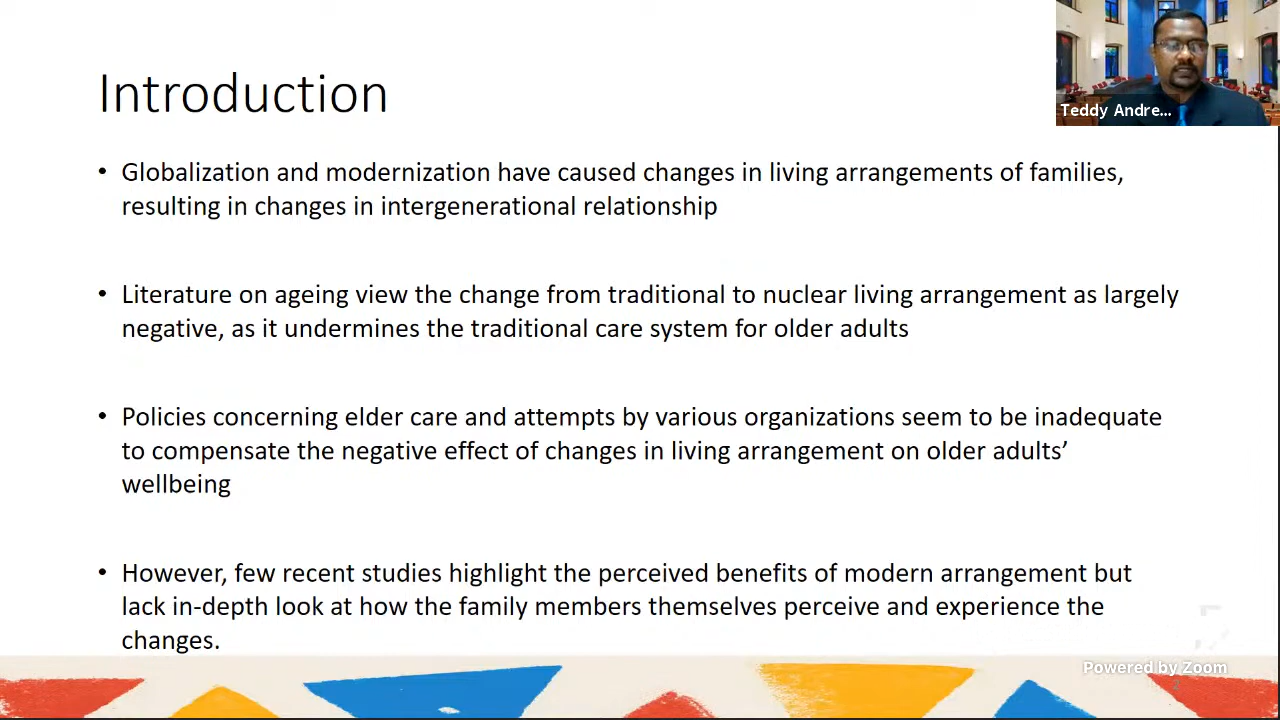 Introduction
Teddy Andre...
• Globalization and modernization have caused changes in living arrangements of families,
resulting in changes in intergenerational relationship
• Literature on ageing view the change from traditional to nuclear living arrangement as largely
negative, as it undermines the traditional care system for older adults
• Policies concerning elder care and attempts by various organizations seem to be inadequate
to compensate the negative effect of changes in living arrangement on older adults’
wellbeing
• However, few recent studies highlight the perceived benefits of modern arrangement but
lack in-depth look at how the family members themselves perceive and experience the
changes.
Powered by Zoom